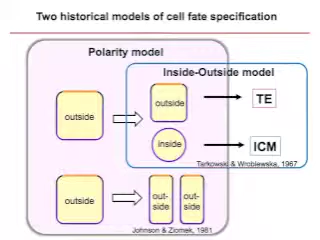 Two historical models of cell fate specification
Polarity model
Inside-Outside model
outside
outside
TE
inside
ICM
Tarkowski & Wroblewska, 1967
outside
out-
side
out-
side
Johnson & Ziomek, 1981